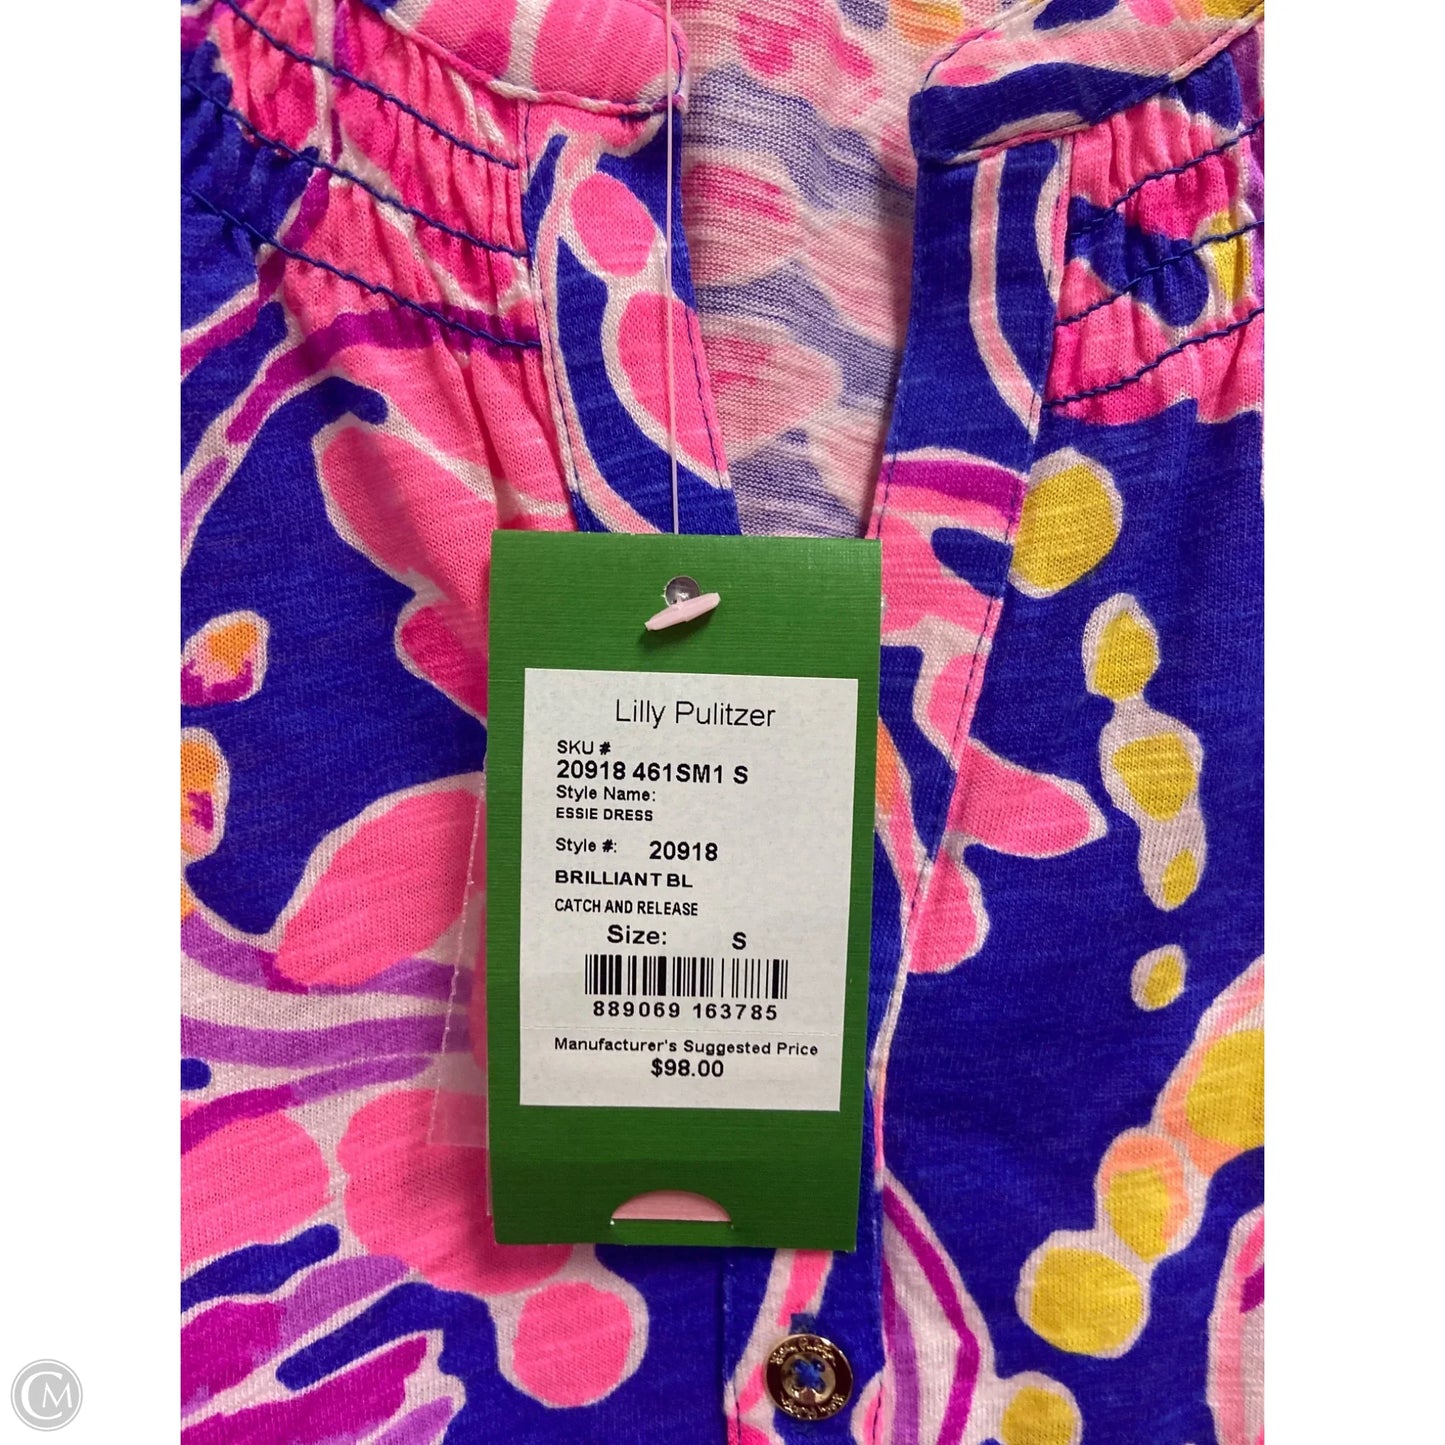 Lilly Pulitzer
SKU #
20918 461SM1 S
Style Name:
ESSIE DRESS
Style #: 20918
BRILLIANT BL
CATCH AND RELEASE
Size: S
889069 163785
Manufacturer's Suggested Price
$98.00
CM